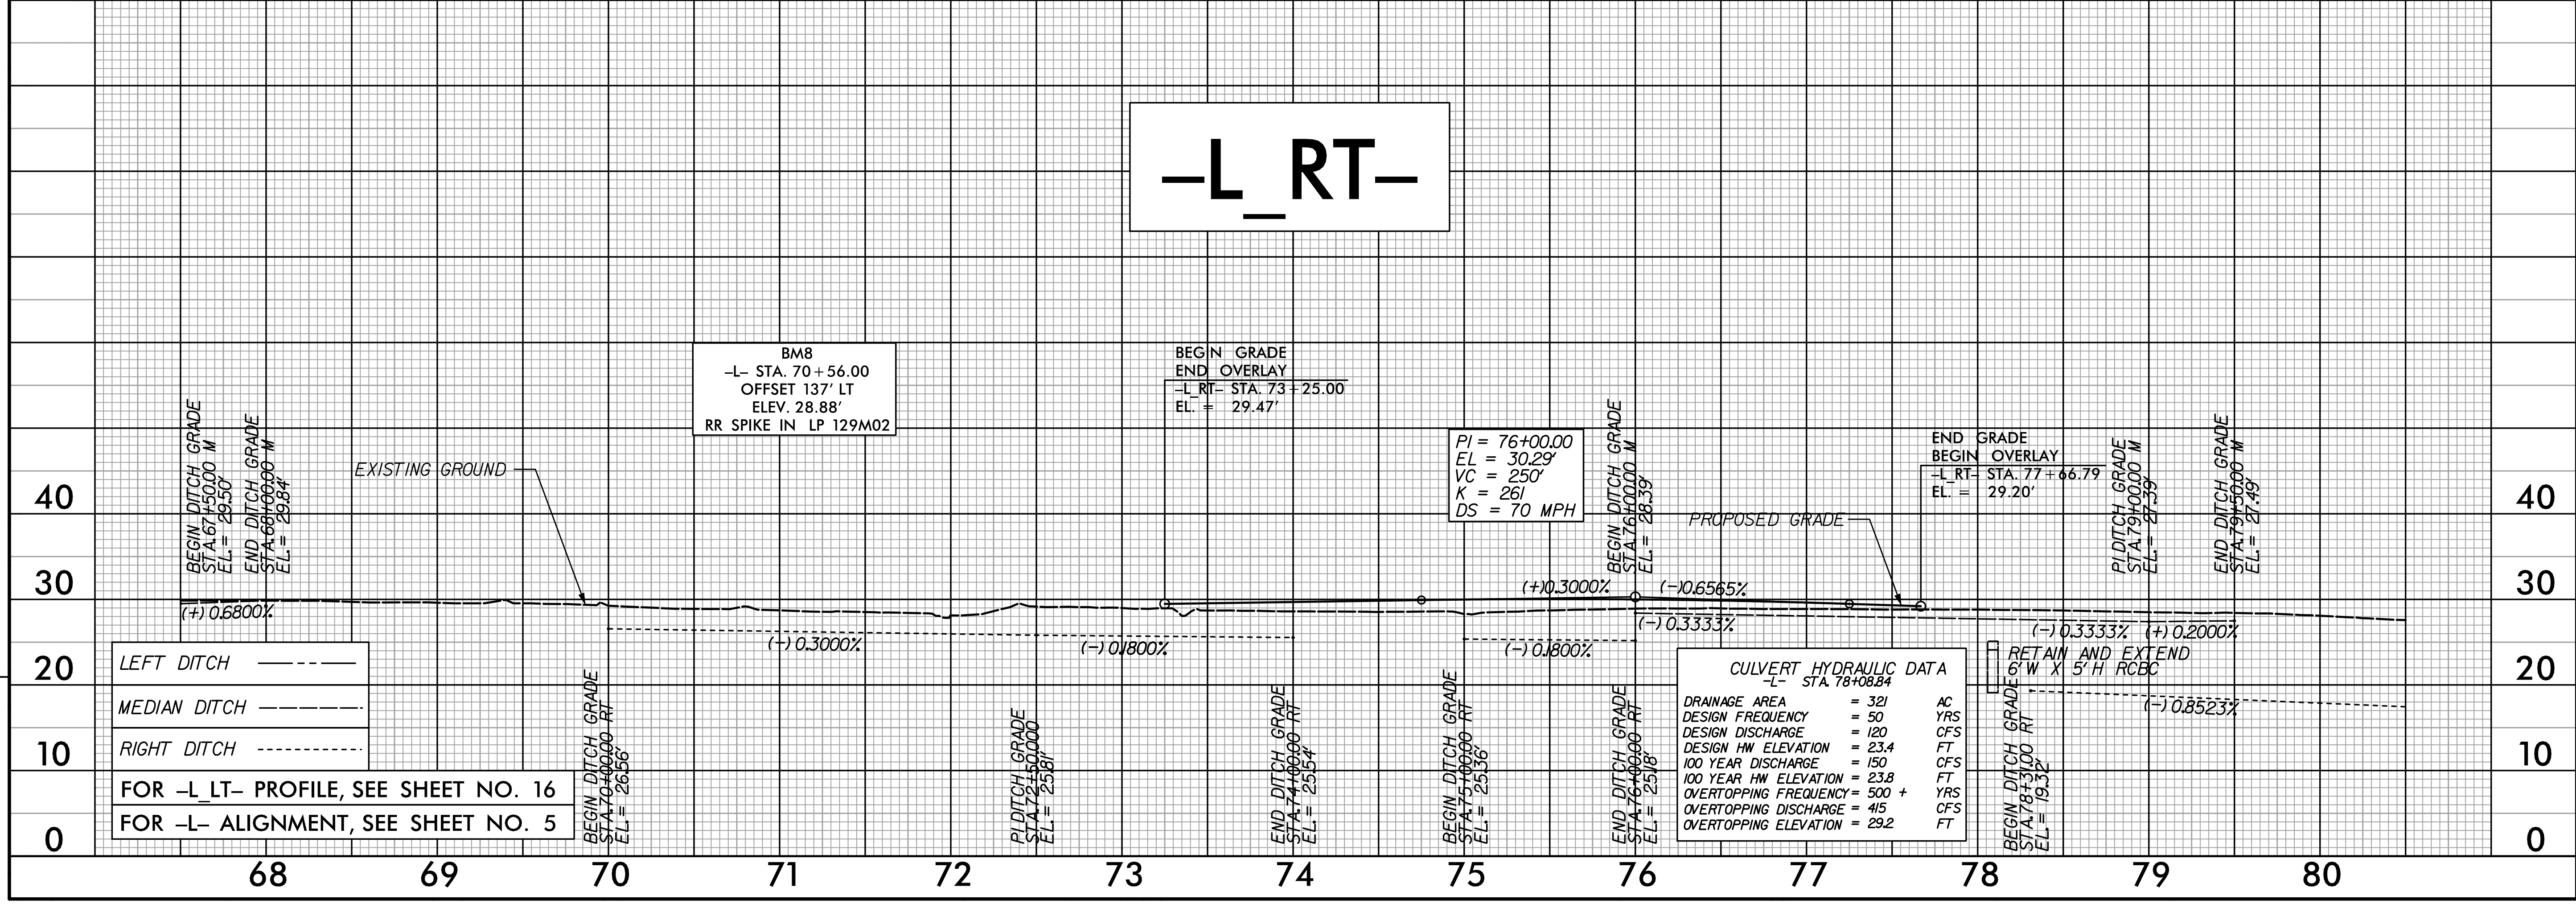 –L_RT–
BM8
–L– STA. 70+56.00
OFFSET 137' LT
ELEV. 28.88'
RR SPIKE IN LP 129M02
BEGIN GRADE
END OVERLAY
–L_RT– STA. 73+25.00
EL. = 29.47'
PI = 76+00.00
EL = 30.29'
VC = 250'
K = 261
DS = 70 MPH
END GRADE
BEGIN OVERLAY
–L_RT– STA. 77+66.79
EL. = 29.20'
BEGIN DITCH GRADE
STA.67+50.00 M
EL.= 29.50'
END DITCH GRADE
STA.68+00.00 M
EL.= 29.84'
EXISTING GROUND
BEGIN DITCH GRADE
STA.76+00.00 M
EL.= 28.39'
PROPOSED GRADE
PI DITCH GRADE
STA.79+00.00 M
EL.= 27.39'
END DITCH GRADE
STA.79+50.00 M
EL.= 27.49'
40
40
30
30
20
20
10
10
0
0
(+)0.6800%
(–)0.3000%
(–)0.1800%
(–)0.1800%
(+)0.3000%
(–)0.6565%
(–)0.3333%
(–)0.3333%
(+)0.2000%
(–)0.8523%
LEFT DITCH
MEDIAN DITCH
RIGHT DITCH
FOR –L_LT– PROFILE, SEE SHEET NO. 16
FOR –L– ALIGNMENT, SEE SHEET NO. 5
BEGIN DITCH GRADE
STA.70+00.00 RT
EL.= 26.56'
PI DITCH GRADE
STA.72+50.000
EL.= 25.81'
END DITCH GRADE
STA.74+00.00 RT
EL.= 25.54'
BEGIN DITCH GRADE
STA.75+00.00 RT
EL.= 25.36'
END DITCH GRADE
STA.76+00.00 RT
EL.= 25.18'
CULVERT HYDRAULIC DATA
–L– STA. 78+08.84
DRAINAGE AREA = 321 AC
DESIGN FREQUENCY = 50 YRS
DESIGN DISCHARGE = 120 CFS
DESIGN HW ELEVATION = 23.4 FT
100 YEAR DISCHARGE = 150 CFS
100 YEAR HW ELEVATION = 23.8 FT
OVERTOPPING FREQUENCY = 500 + YRS
OVERTOPPING DISCHARGE = 415 CFS
OVERTOPPING ELEVATION = 29.2 FT
RETAIN AND EXTEND
6' W X 5' H RCBC
BEGIN DITCH GRADE
STA.78+31.00 RT
EL.= 19.32'
68 69 70 71 72 73 74 75 76 77 78 79 80